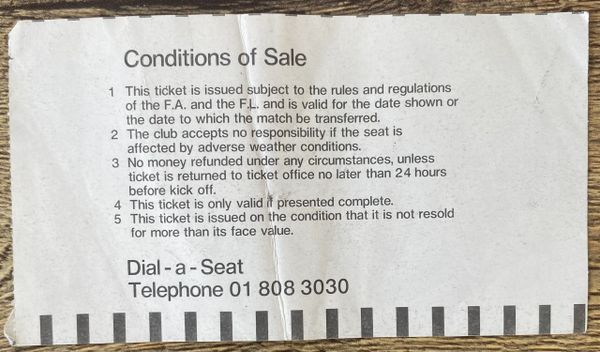 Conditions of Sale
1 This ticket is issued subject to the rules and regulations
of the F.A. and the F.L. and is valid for the date shown or
the date to which the match be transferred.
2 The club accepts no responsibility if the seat is
affected by adverse weather conditions.
3 No money refunded under any circumstances, unless
ticket is returned to ticket office no later than 24 hours
before kick off.
4 This ticket is only valid if presented complete.
5 This ticket is issued on the condition that it is not resold
for more than its face value.
Dial-a-Seat
Telephone 01 808 3030